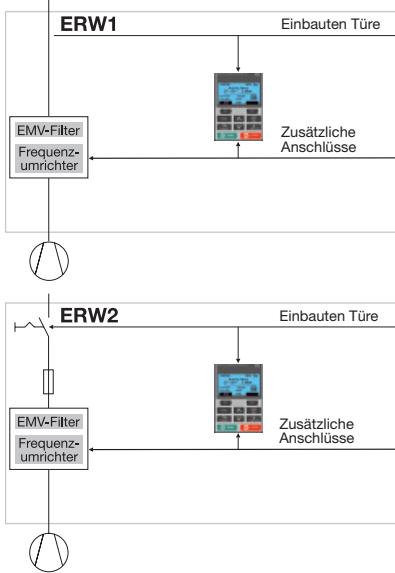 ERW1
Einbauten Türe
EMV-Filter
Frequenz-
umrichter
Zusätzliche
Anschlüsse
ERW2
Einbauten Türe
EMV-Filter
Frequenz-
umrichter
Zusätzliche
Anschlüsse